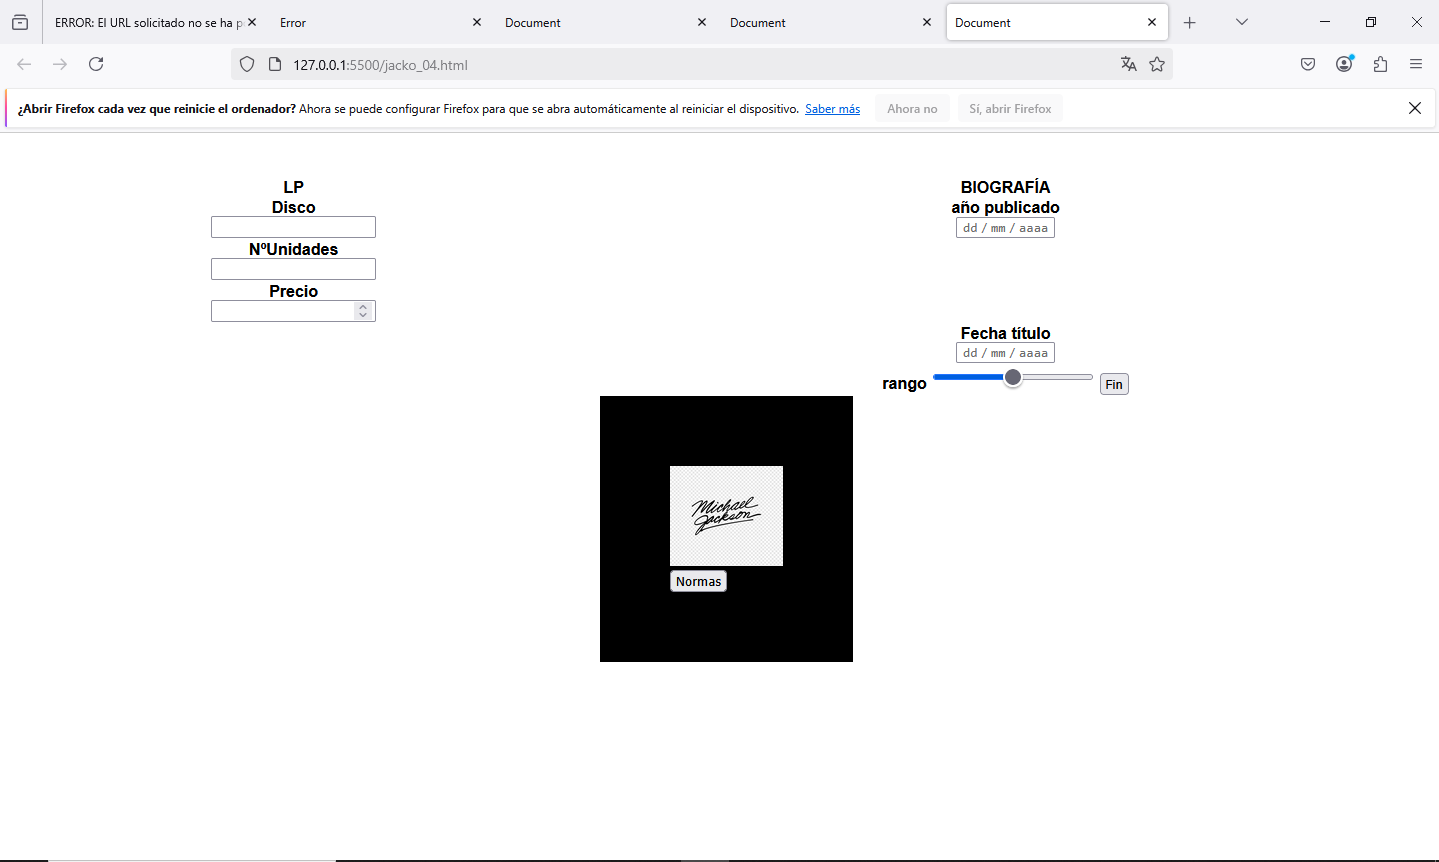 ERROR: El URL solicitado no se ha p
Error
Document
Document
Document
127.0.0.1:5500/jacko_04.html
¿Abrir Firefox cada vez que reinicie el ordenador? Ahora se puede configurar Firefox para que se abra automáticamente al reiniciar el dispositivo. Saber más
Ahora no
Sí, abrir Firefox
LP
Disco
NºUnidades
Precio
BIOGRAFÍA
año publicado
dd / mm / aaaa
Fecha título
dd / mm / aaaa
rango
Fin
Michael
Jackson
Normas